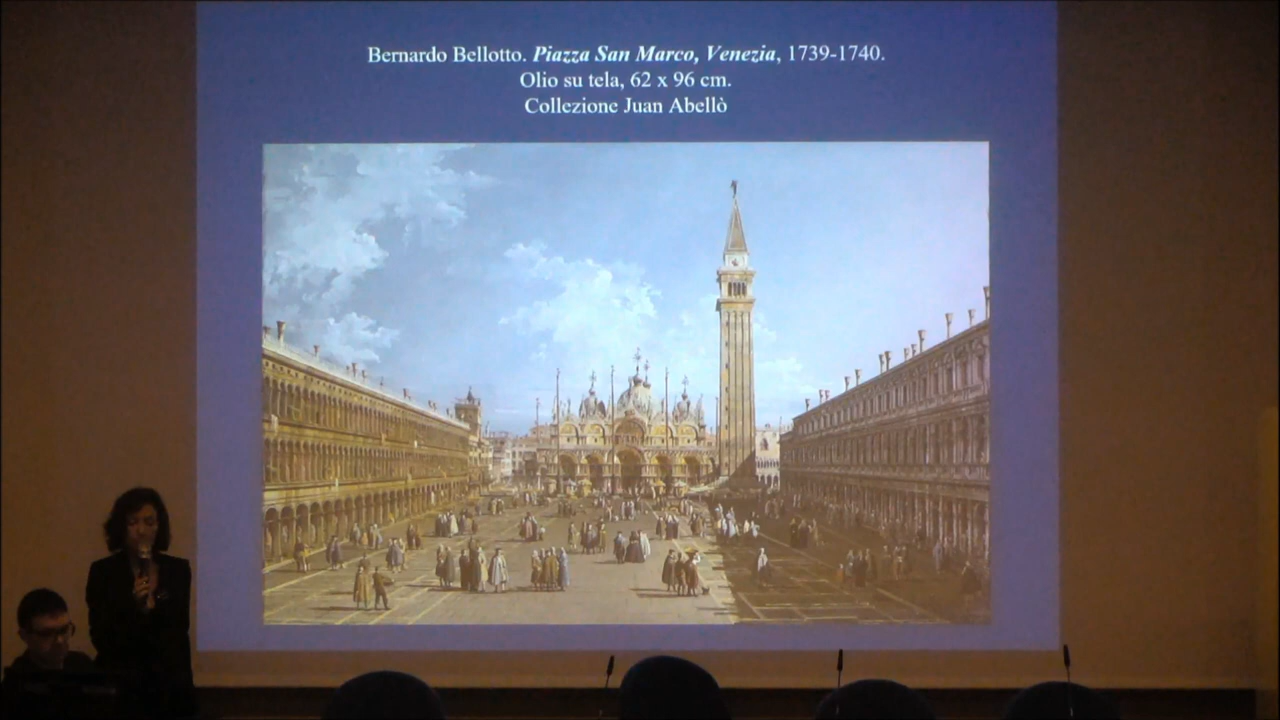 Bernardo Bellotto. Piazza San Marco, Venezia, 1739-1740.
Olio su tela, 62 x 96 cm.
Collezione Juan Abellò